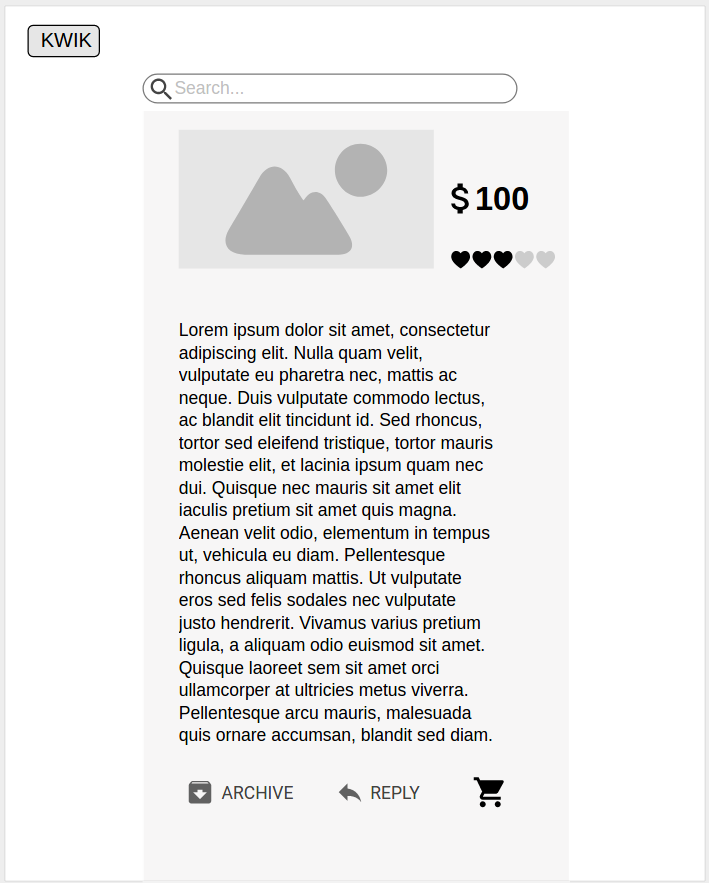 KWIK
Search...
$ 100
Lorem ipsum dolor sit amet, consectetur
adipiscing elit. Nulla quam velit,
vulputate eu pharetra nec, mattis ac
neque. Duis vulputate commodo lectus,
ac blandit elit tincidunt id. Sed rhoncus,
tortor sed eleifend tristique, tortor mauris
molestie elit, et lacinia ipsum quam nec
dui. Quisque nec mauris sit amet elit
iaculis pretium sit amet quis magna.
Aenean velit odio, elementum in tempus
ut, vehicula eu diam. Pellentesque
rhoncus aliquam mattis. Ut vulputate
eros sed felis sodales nec vulputate
justo hendrerit. Vivamus varius pretium
ligula, a aliquam odio euismod sit amet.
Quisque laoreet sem sit amet orci
ullamcorper at ultricies metus viverra.
Pellentesque arcu mauris, malesuada
quis ornare accumsan, blandit sed diam.
ARCHIVE REPLY